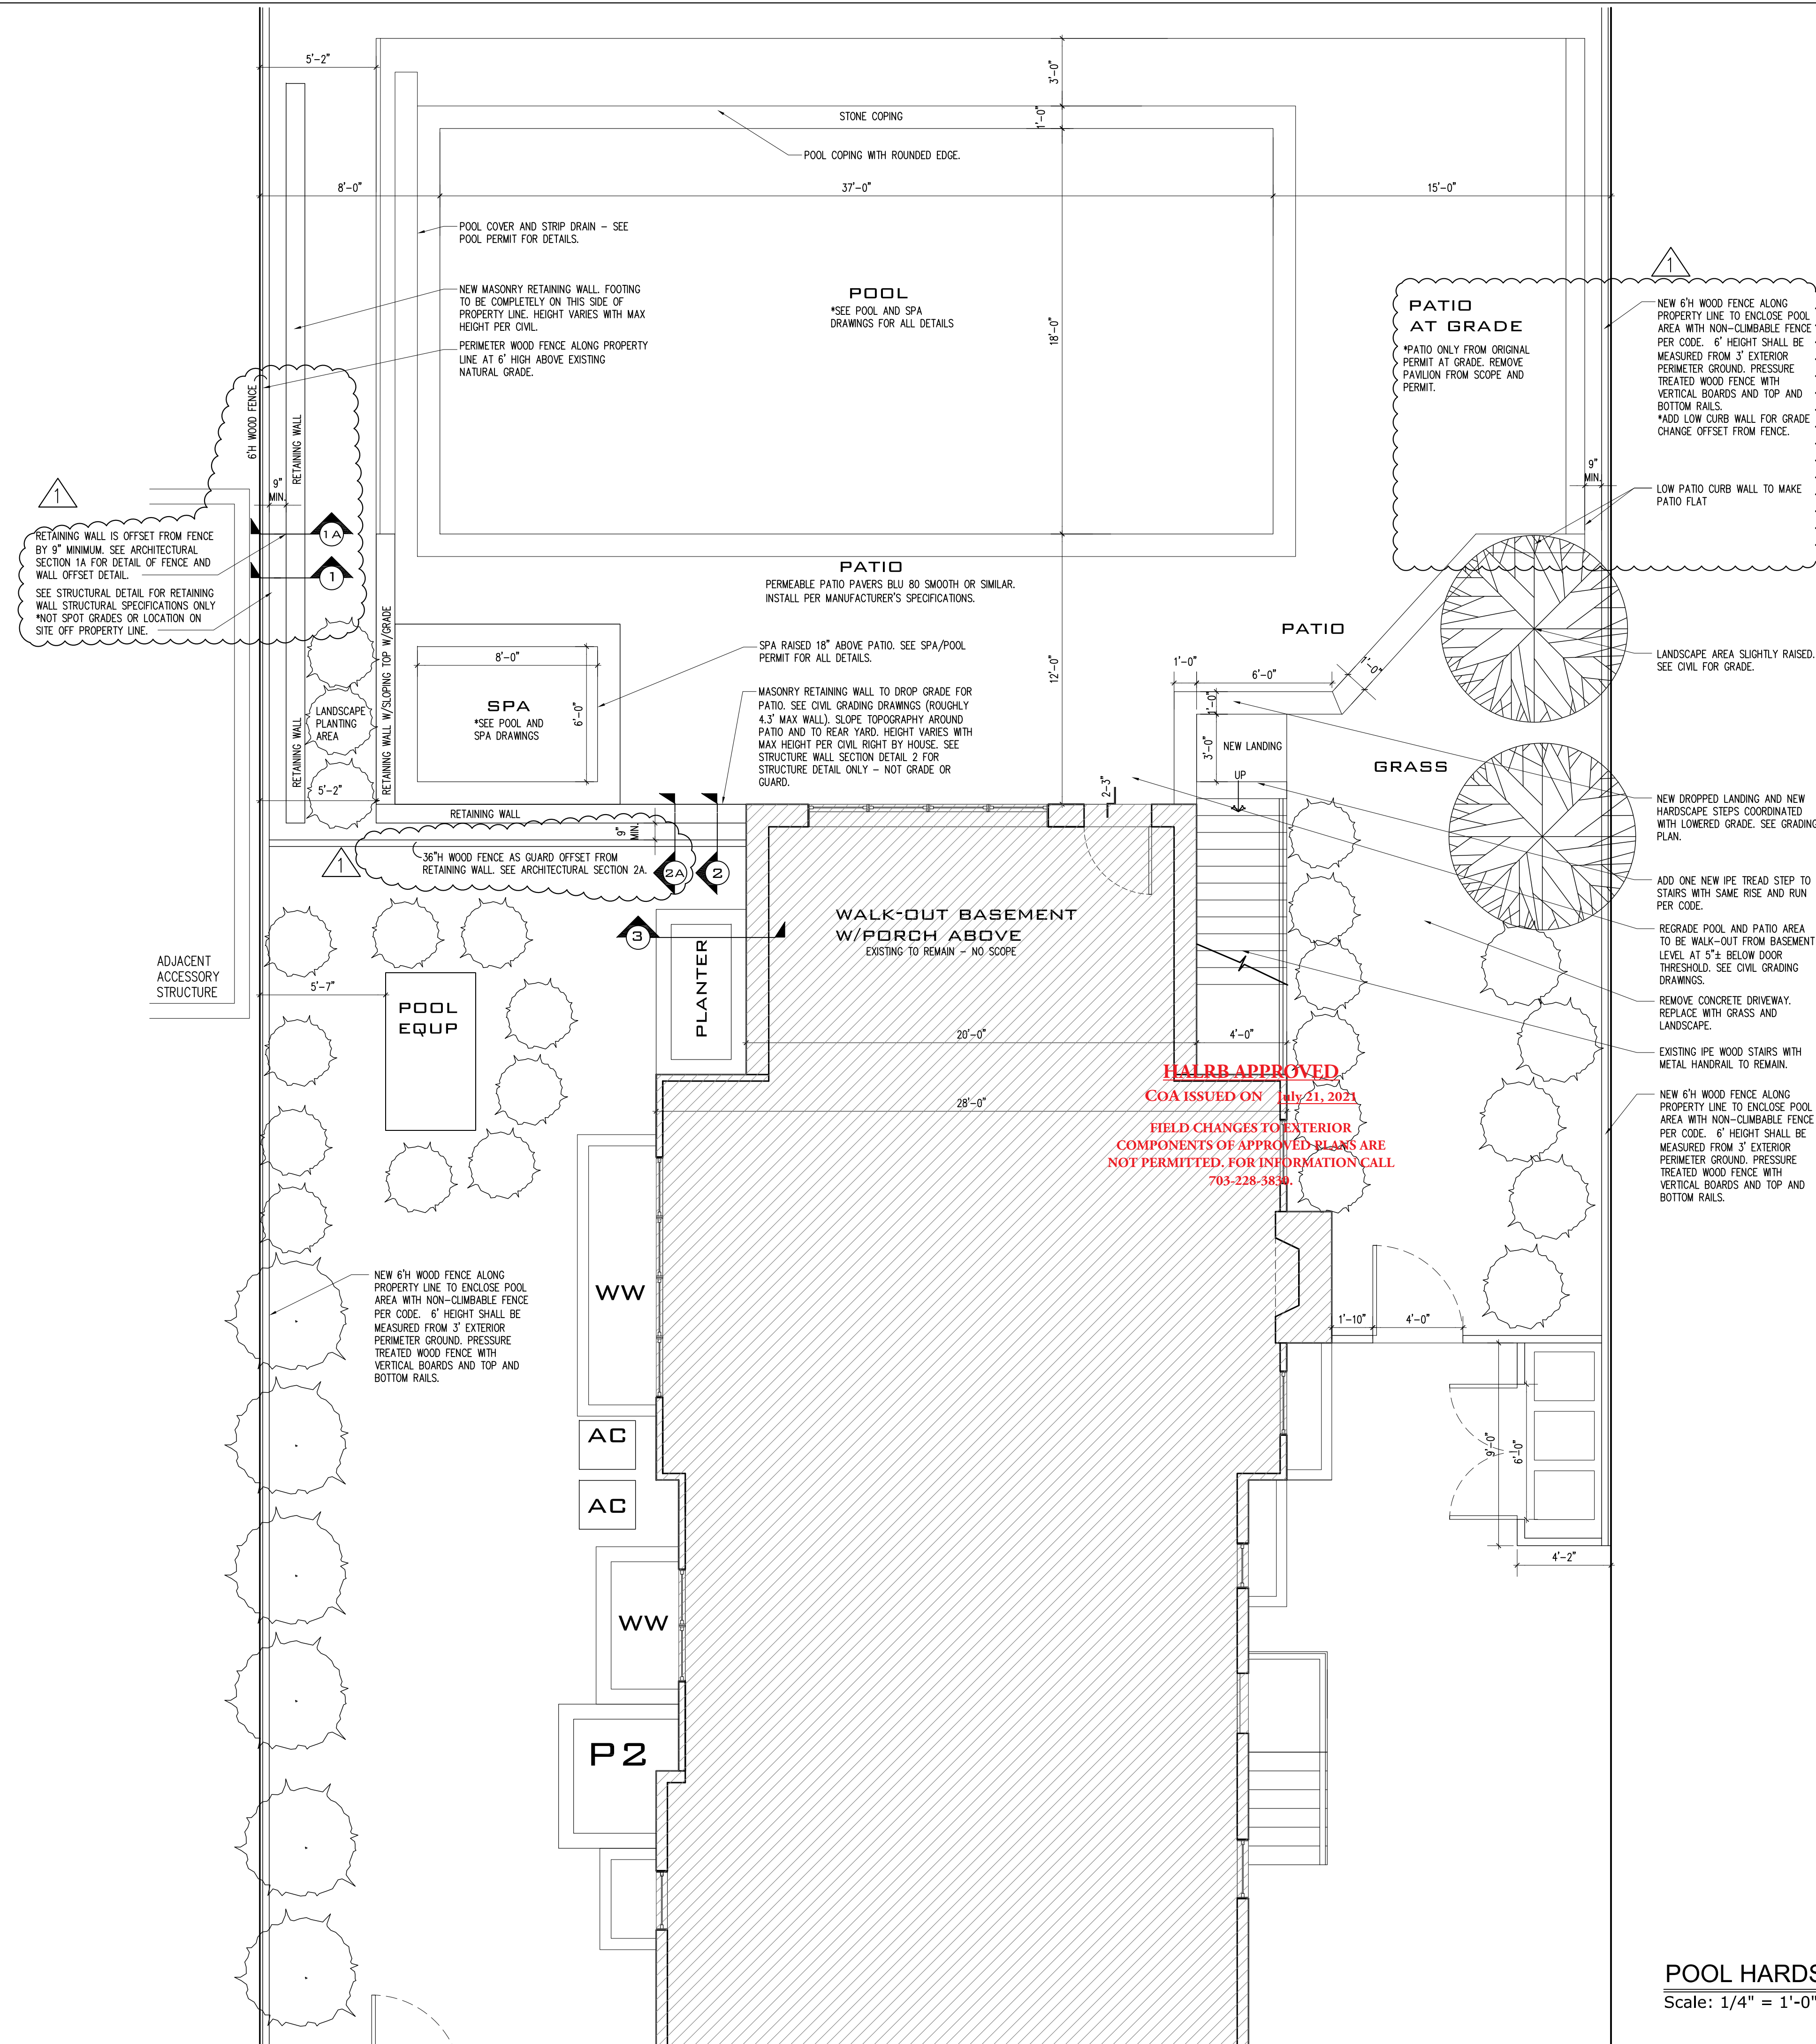 5'-2"
3'-0"
STONE COPING
1'-0"
POOL COPING WITH ROUNDED EDGE.
8'-0"
37'-0"
15'-0"
POOL COVER AND STRIP DRAIN – SEE
POOL PERMIT FOR DETAILS.
NEW MASONRY RETAINING WALL. FOOTING
TO BE COMPLETELY ON THIS SIDE OF
PROPERTY LINE. HEIGHT VARIES WITH MAX
HEIGHT PER CIVIL.
PERIMETER WOOD FENCE ALONG PROPERTY
LINE AT 6' HIGH ABOVE EXISTING
NATURAL GRADE.
POOL
*SEE POOL AND SPA
DRAWINGS FOR ALL DETAILS
18'-0"
1
PATIO
AT GRADE
*PATIO ONLY FROM ORIGINAL
PERMIT AT GRADE. REMOVE
PAVILION FROM SCOPE AND
PERMIT.
NEW 6'H WOOD FENCE ALONG
PROPERTY LINE TO ENCLOSE POOL
AREA WITH NON-CLIMBABLE FENCE
PER CODE. 6' HEIGHT SHALL BE
MEASURED FROM 3' EXTERIOR
PERIMETER GROUND. PRESSURE
TREATED WOOD FENCE WITH
VERTICAL BOARDS AND TOP AND
BOTTOM RAILS.
*ADD LOW CURB WALL FOR GRADE
CHANGE OFFSET FROM FENCE.
9"
MIN.
LOW PATIO CURB WALL TO MAKE
PATIO FLAT
6'H WOOD FENCE
RETAINING WALL
9"
MIN.
1
RETAINING WALL IS OFFSET FROM FENCE
BY 9" MINIMUM. SEE ARCHITECTURAL
SECTION 1A FOR DETAIL OF FENCE AND
WALL OFFSET DETAIL.
SEE STRUCTURAL DETAIL FOR RETAINING
WALL STRUCTURAL SPECIFICATIONS ONLY
*NOT SPOT GRADES OR LOCATION ON
SITE OFF PROPERTY LINE.
1A
1
PATIO
PERMEABLE PATIO PAVERS BLU 80 SMOOTH OR SIMILAR.
INSTALL PER MANUFACTURER'S SPECIFICATIONS.
RETAINING WALL W/SLOPING TOP W/GRADE
8'-0"
SPA
*SEE POOL AND
SPA DRAWINGS
6'-0"
LANDSCAPE
PLANTING
AREA
RETAINING WALL
5'-2"
SPA RAISED 18" ABOVE PATIO. SEE SPA/POOL
PERMIT FOR ALL DETAILS.
MASONRY RETAINING WALL TO DROP GRADE FOR
PATIO. SEE CIVIL GRADING DRAWINGS (ROUGHLY
4.3' MAX WALL). SLOPE TOPOGRAPHY AROUND
PATIO AND TO REAR YARD. HEIGHT VARIES WITH
MAX HEIGHT PER CIVIL RIGHT BY HOUSE. SEE
STRUCTURE WALL SECTION DETAIL 2 FOR
STRUCTURE DETAIL ONLY – NOT GRADE OR
GUARD.
12'-0"
PATIO
1'-0"
6'-0"
1'-0"
1'-0"
3'-0"
NEW LANDING
UP
2-3"
GRASS
LANDSCAPE AREA SLIGHTLY RAISED.
SEE CIVIL FOR GRADE.
NEW DROPPED LANDING AND NEW
HARDSCAPE STEPS COORDINATED
WITH LOWERED GRADE. SEE GRADING
PLAN.
ADD ONE NEW IPE TREAD STEP TO
STAIRS WITH SAME RISE AND RUN
PER CODE.
REGRADE POOL AND PATIO AREA
TO BE WALK-OUT FROM BASEMENT
LEVEL AT 5"± BELOW DOOR
THRESHOLD. SEE CIVIL GRADING
DRAWINGS.
REMOVE CONCRETE DRIVEWAY.
REPLACE WITH GRASS AND
LANDSCAPE.
EXISTING IPE WOOD STAIRS WITH
METAL HANDRAIL TO REMAIN.
NEW 6'H WOOD FENCE ALONG
PROPERTY LINE TO ENCLOSE POOL
AREA WITH NON-CLIMBABLE FENCE
PER CODE. 6' HEIGHT SHALL BE
MEASURED FROM 3' EXTERIOR
PERIMETER GROUND. PRESSURE
TREATED WOOD FENCE WITH
VERTICAL BOARDS AND TOP AND
BOTTOM RAILS.
RETAINING WALL
9"
MIN.
1
36"H WOOD FENCE AS GUARD OFFSET FROM
RETAINING WALL. SEE ARCHITECTURAL SECTION 2A.
2A
2
3
PLANTER
WALK-OUT BASEMENT
W/PORCH ABOVE
EXISTING TO REMAIN – NO SCOPE
ADJACENT
ACCESSORY
STRUCTURE
5'-7"
POOL
EQUP
20'-0"
4'-0"
28'-0"
HALRB APPROVED
COA ISSUED ON July 21, 2021
FIELD CHANGES TO EXTERIOR
COMPONENTS OF APPROVED PLANS ARE
NOT PERMITTED. FOR INFORMATION CALL
703-228-3830.
NEW 6'H WOOD FENCE ALONG
PROPERTY LINE TO ENCLOSE POOL
AREA WITH NON-CLIMBABLE FENCE
PER CODE. 6' HEIGHT SHALL BE
MEASURED FROM 3' EXTERIOR
PERIMETER GROUND. PRESSURE
TREATED WOOD FENCE WITH
VERTICAL BOARDS AND TOP AND
BOTTOM RAILS.
WW
1'-10"
4'-0"
AC
AC
9'-0"
6'-0"
4'-2"
WW
P2
POOL HARDS
Scale: 1/4" = 1'-0"